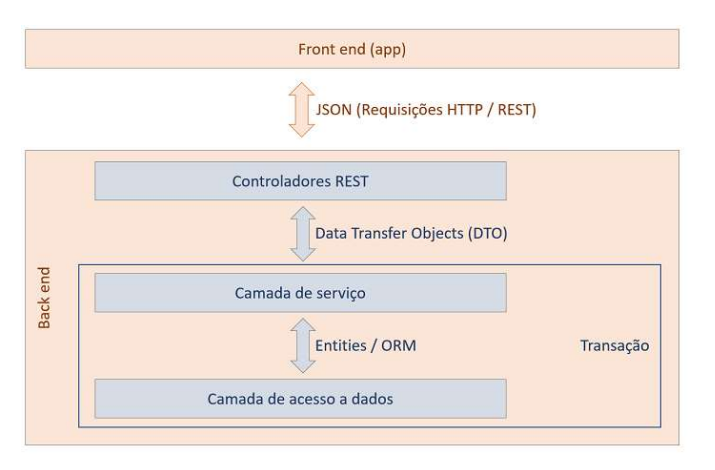 Front end (app)
JSON (Requisições HTTP / REST)
Back end
Controladores REST
Data Transfer Objects (DTO)
Camada de serviço
Entities / ORM
Transação
Camada de acesso a dados